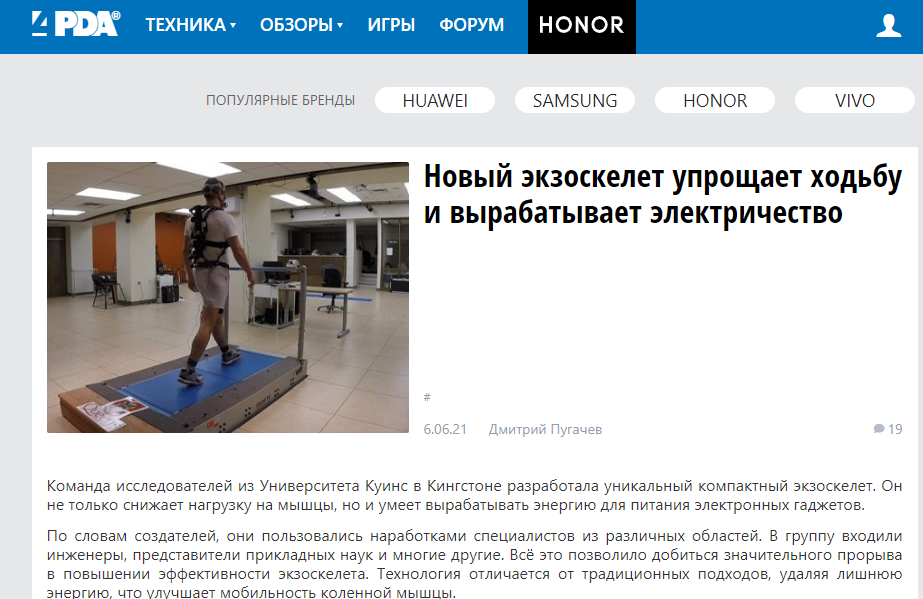 4PDA®
ТЕХНИКА ▾ ОБЗОРЫ ▾ ИГРЫ ФОРУМ HONOR
ПОПУЛЯРНЫЕ БРЕНДЫ HUAWEI SAMSUNG HONOR VIVO
Новый экзоскелет упрощает ходьбу
и вырабатывает электричество
#
6.06.21 Дмитрий Пугачев 19
Команда исследователей из Университета Куинс в Кингстоне разработала уникальный компактный экзоскелет. Он
не только снижает нагрузку на мышцы, но и умеет вырабатывать энергию для питания электронных гаджетов.
По словам создателей, они пользовались наработками специалистов из различных областей. В группу входили
инженеры, представители прикладных наук и многие другие. Всё это позволило добиться значительного прорыва
в повышении эффективности экзоскелета. Технология отличается от традиционных подходов, удаляя лишнюю
энергию, что улучшает мобильность коленной мышцы.